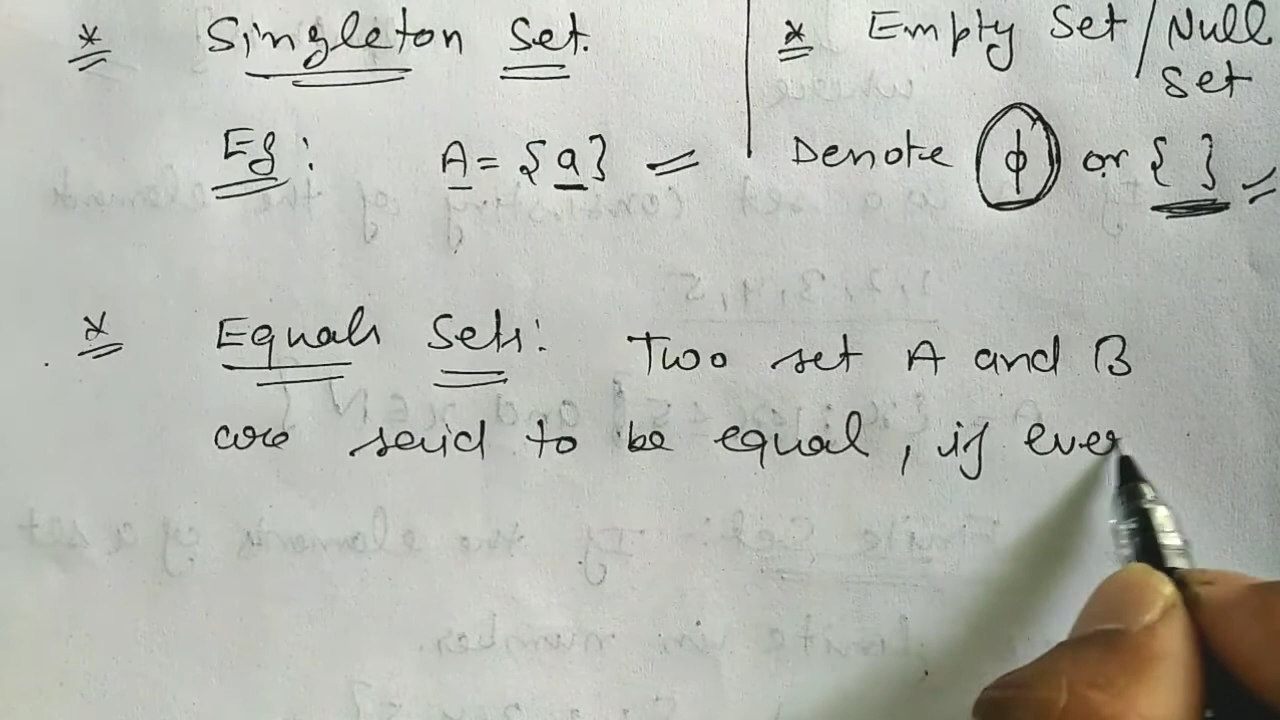 * Singleton Set.
Eg: A = {a}
* Empty Set / Null
Set
Denote ϕ or { }
* Equals Sets: Two set A and B
are said to be equal, if ever